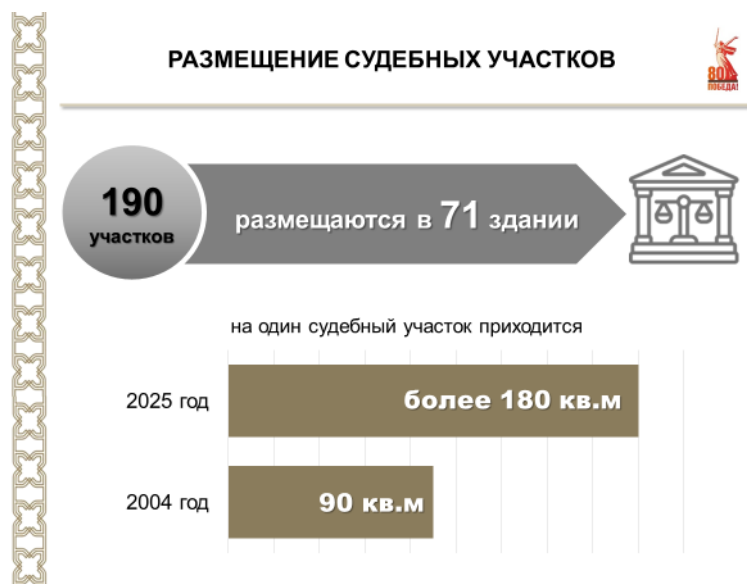 РАЗМЕЩЕНИЕ СУДЕБНЫХ УЧАСТКОВ
80
ПОБЕДА!
190
участков
размещаются в 71 здании
на один судебный участок приходится
2025 год
более 180 кв.м
2004 год
90 кв.м